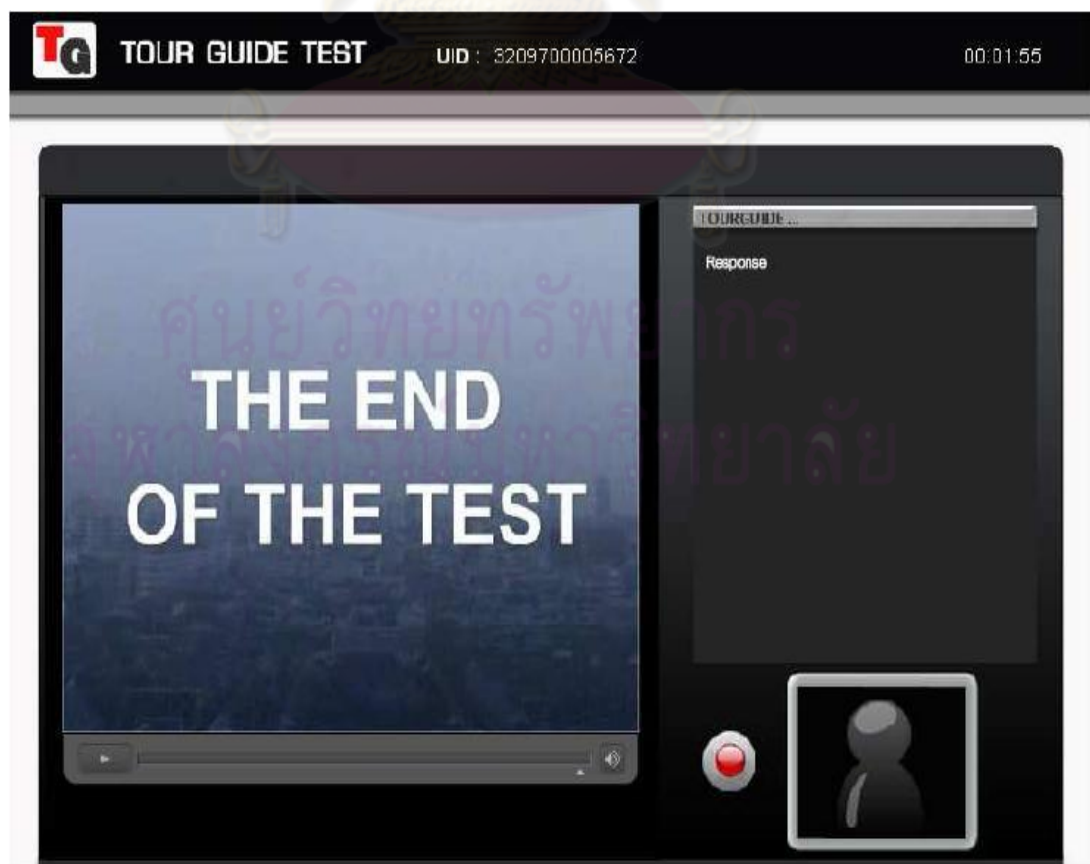 TG TOUR GUIDE TEST UID : 3209700005672 00:01:55
TOURGUIDE ...
Response
ศูนย์วิทยทรัพยากร
จุฬาลงกรณ์มหาวิทยาลัย
THE END
OF THE TEST